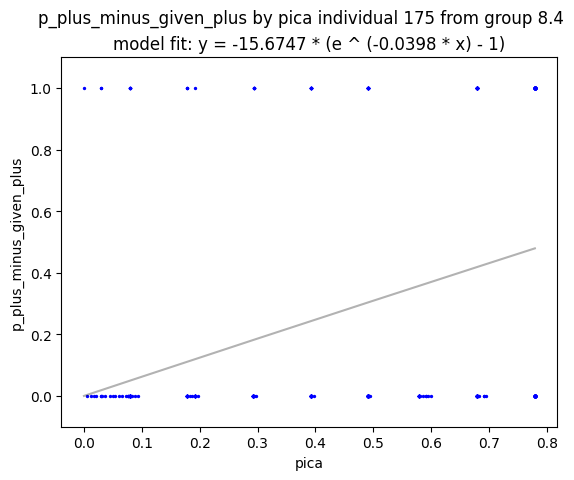 p_plus_minus_given_plus by pica individual 175 from group 8.4
model fit: y = -15.6747 * (e ^ (-0.0398 * x) - 1)
1.0
0.8
0.6
0.4
0.2
0.0
p_plus_minus_given_plus
0.0 0.1 0.2 0.3 0.4 0.5 0.6 0.7 0.8
pica